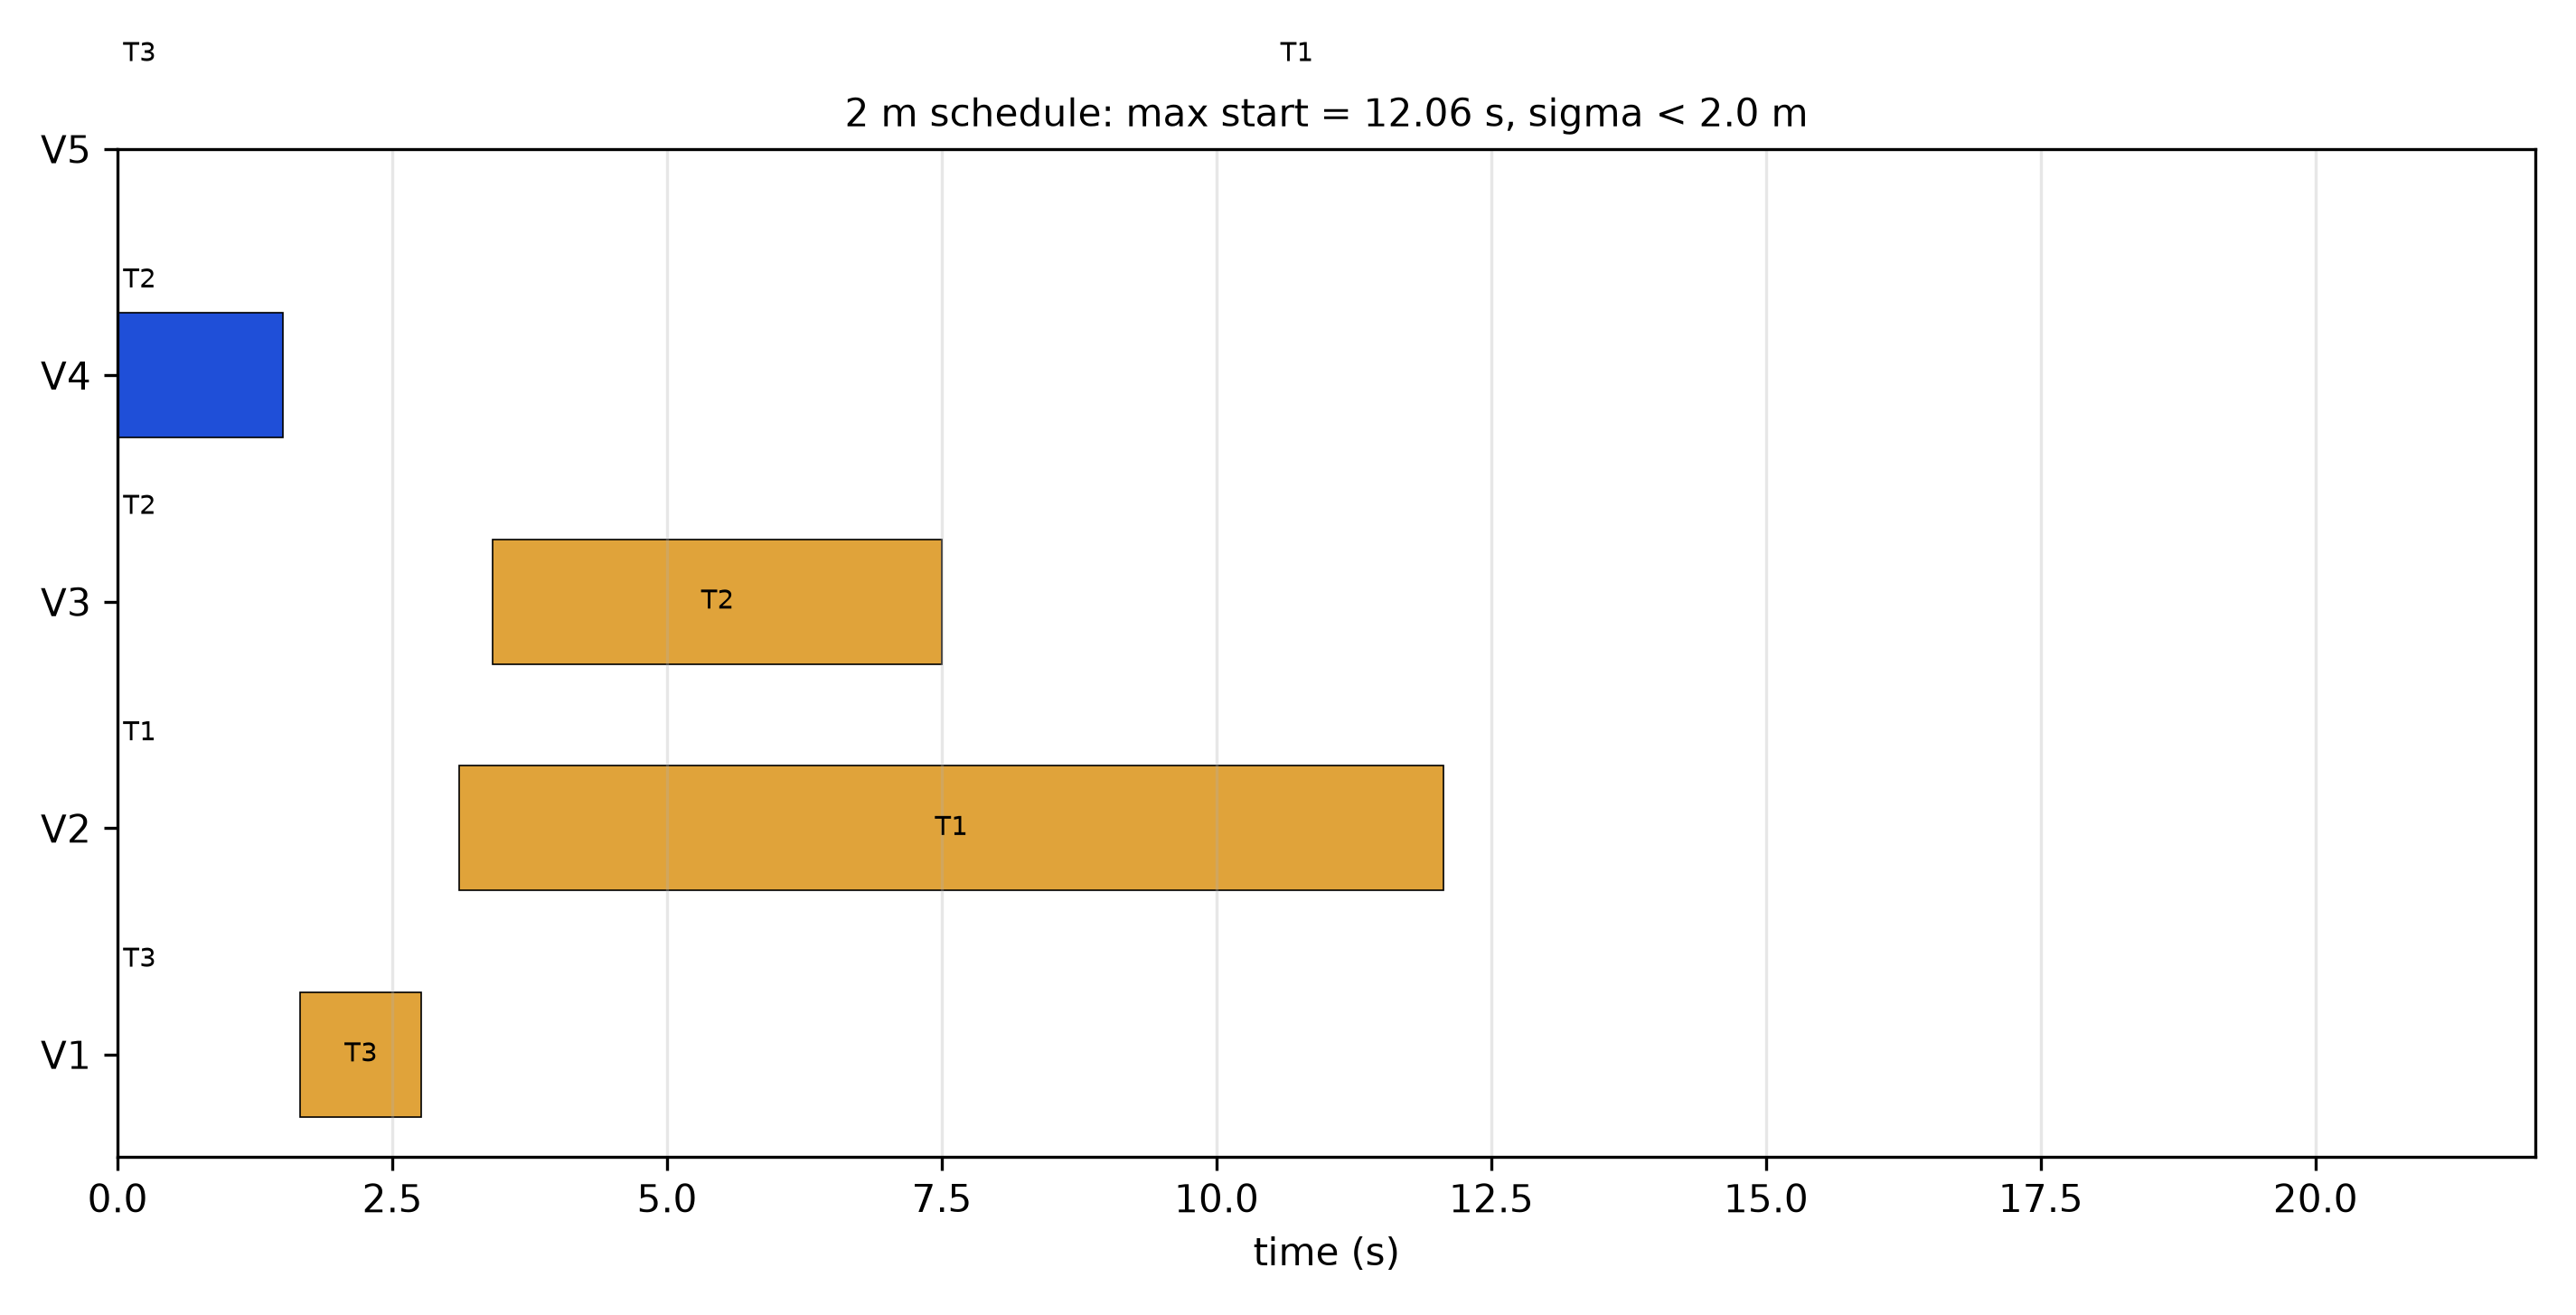 T3 T1
2 m schedule: max start = 12.06 s, sigma < 2.0 m
V5
T2
V4
T2
V3 T2
T1
V2 T1
T3
V1 T3
0.0 2.5 5.0 7.5 10.0 12.5 15.0 17.5 20.0
time (s)